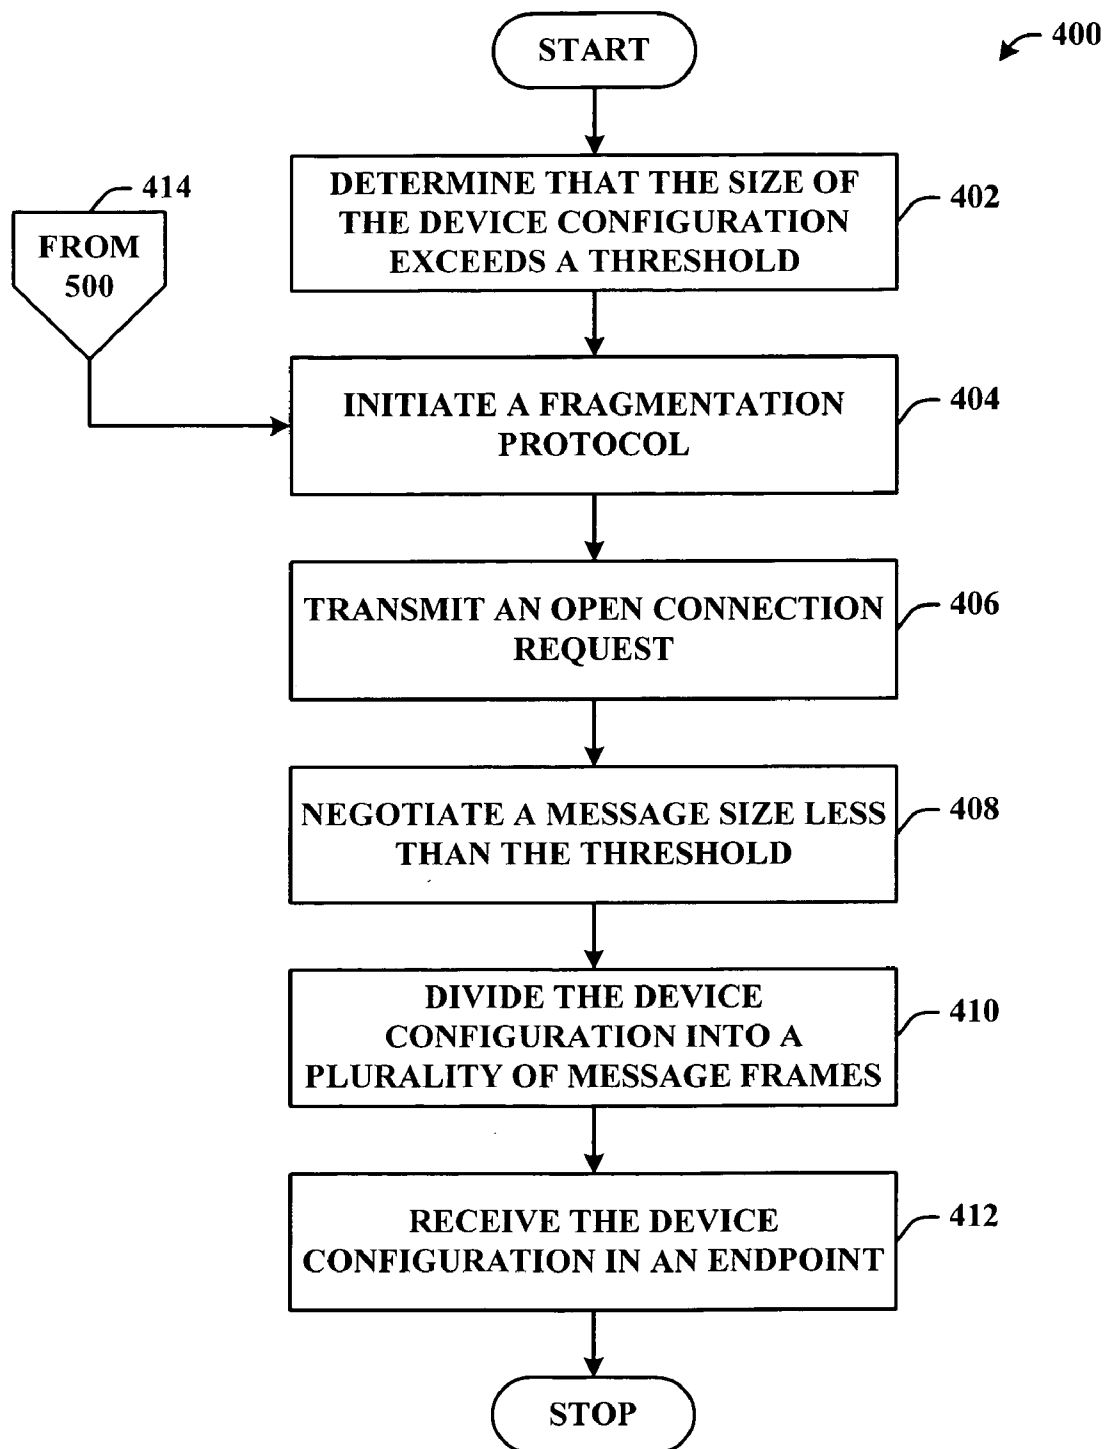 START
400
DETERMINE THAT THE SIZE OF
THE DEVICE CONFIGURATION
EXCEEDS A THRESHOLD
402
414
FROM
500
INITIATE A FRAGMENTATION
PROTOCOL
404
TRANSMIT AN OPEN CONNECTION
REQUEST
406
NEGOTIATE A MESSAGE SIZE LESS
THAN THE THRESHOLD
408
DIVIDE THE DEVICE
CONFIGURATION INTO A
PLURALITY OF MESSAGE FRAMES
410
RECEIVE THE DEVICE
CONFIGURATION IN AN ENDPOINT
412
STOP